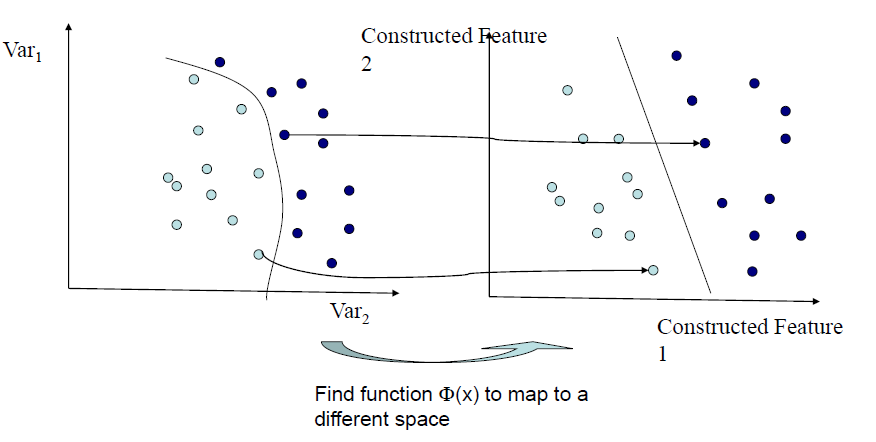 Var₁
Constructed Feature
2
Var₂
Constructed Feature
1
Find function Φ(x) to map to a
different space